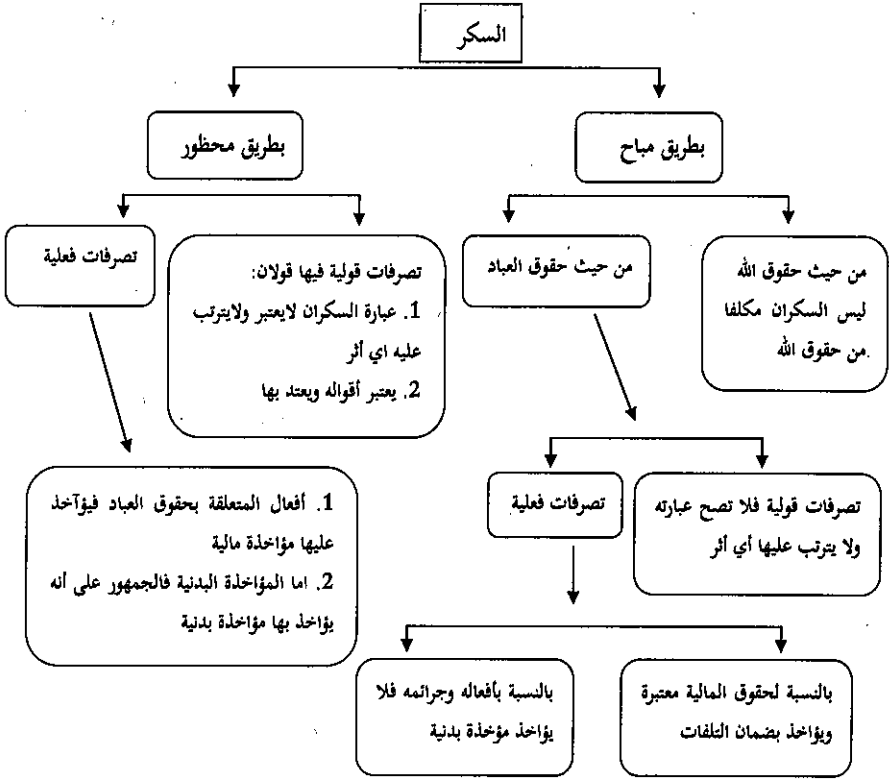 السكر
بطريق مباح
بطريق محظور
من حيث حقوق الله
ليس السكران مكلفا
من حقوق الله.
من حيث حقوق العباد
تصرفات قولية فيها قولان:
1. عبارة السكران لايعتبر ولايترتب
عليه اي أثر
2. يعتبر أقواله ويعتد بها
تصرفات فعلية
تصرفات قولية فلا تصح عبارته
ولا يترتب عليها أي أثر
تصرفات فعلية
1. أفعال المتعلقة بحقوق العباد فيؤآخذ
عليها مؤاخذة مالية
2. اما المؤاخذة البدنية فالجمهور على أنه
يؤاخذ بها مؤاخذة بدنية
بالنسبة لحقوق المالية معتبرة
ويؤاخذ بضمان التلفات
بالنسبة بأفعاله وجرائمه فلا
يؤاخذ مؤخذة بدنية